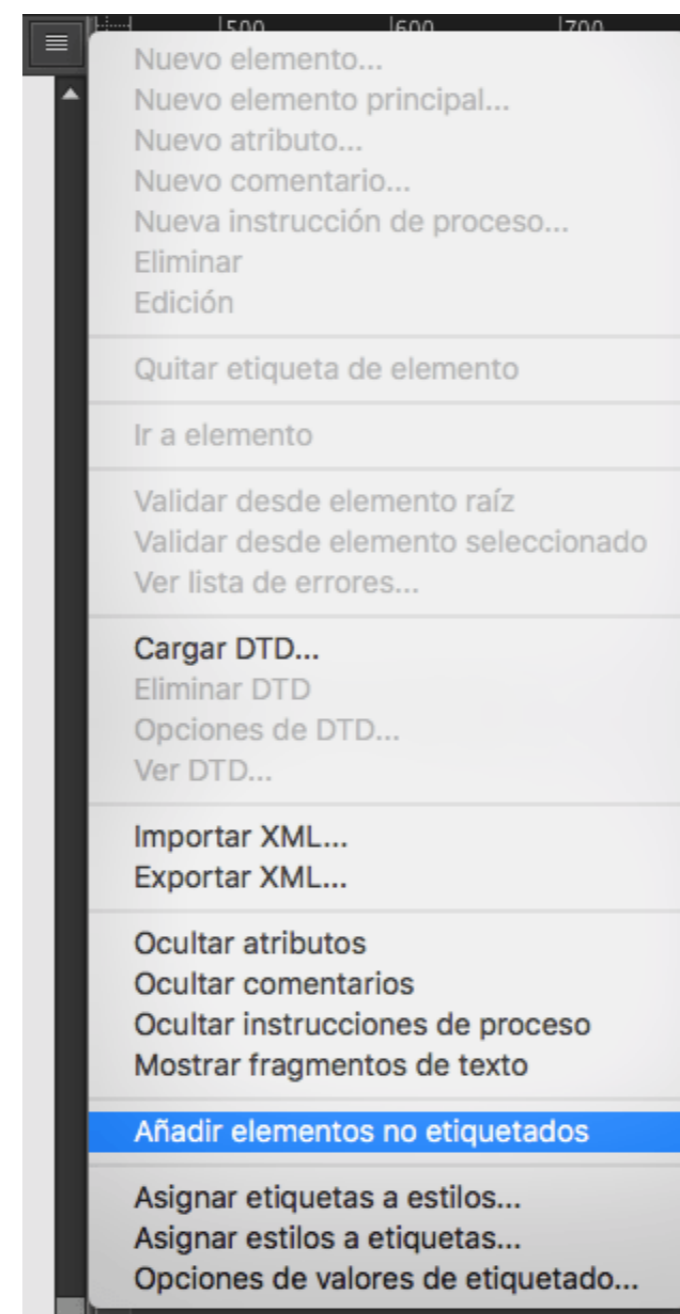 500 600 700
Nuevo elemento...
Nuevo elemento principal...
Nuevo atributo...
Nuevo comentario...
Nueva instrucción de proceso...
Eliminar
Edición
Quitar etiqueta de elemento
Ir a elemento
Validar desde elemento raíz
Validar desde elemento seleccionado
Ver lista de errores...
Cargar DTD...
Eliminar DTD
Opciones de DTD...
Ver DTD...
Importar XML...
Exportar XML...
Ocultar atributos
Ocultar comentarios
Ocultar instrucciones de proceso
Mostrar fragmentos de texto
Añadir elementos no etiquetados
Asignar etiquetas a estilos...
Asignar estilos a etiquetas...
Opciones de valores de etiquetado...